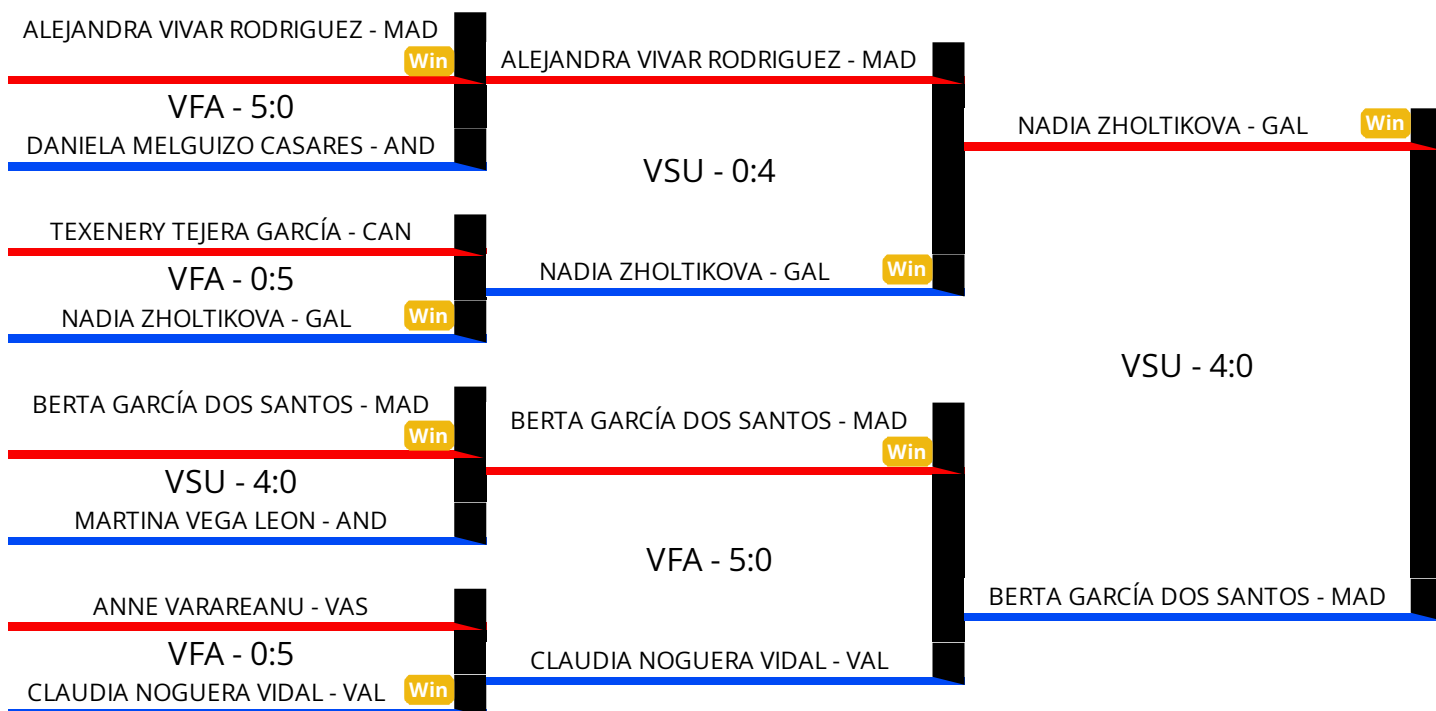 ALEJANDRA VIVAR RODRIGUEZ - MAD
Win
VFA - 5:0
DANIELA MELGUIZO CASARES - AND
TEXENERY TEJERA GARCÍA - CAN
VFA - 0:5
NADIA ZHOLTIKOVA - GAL
Win
BERTA GARCÍA DOS SANTOS - MAD
Win
VSU - 4:0
MARTINA VEGA LEON - AND
ANNE VARAREANU - VAS
VFA - 0:5
CLAUDIA NOGUERA VIDAL - VAL
Win
ALEJANDRA VIVAR RODRIGUEZ - MAD
VSU - 0:4
NADIA ZHOLTIKOVA - GAL
Win
BERTA GARCÍA DOS SANTOS - MAD
Win
VFA - 5:0
CLAUDIA NOGUERA VIDAL - VAL
NADIA ZHOLTIKOVA - GAL
Win
VSU - 4:0
BERTA GARCÍA DOS SANTOS - MAD